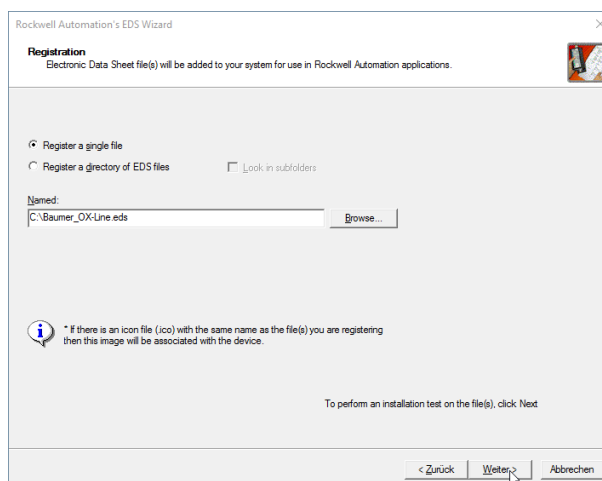 Rockwell Automation's EDS Wizard
Registration
Electronic Data Sheet file(s) will be added to your system for use in Rockwell Automation applications.
Register a single file
Register a directory of EDS files
Look in subfolders
Named:
C:\Baumer_OX-Line.eds
Browse...
* If there is an icon file (.ico) with the same name as the file(s) you are registering
then this image will be associated with the device.
To perform an installation test on the file(s), click Next
< Zurück
Weiter >
Abbrechen